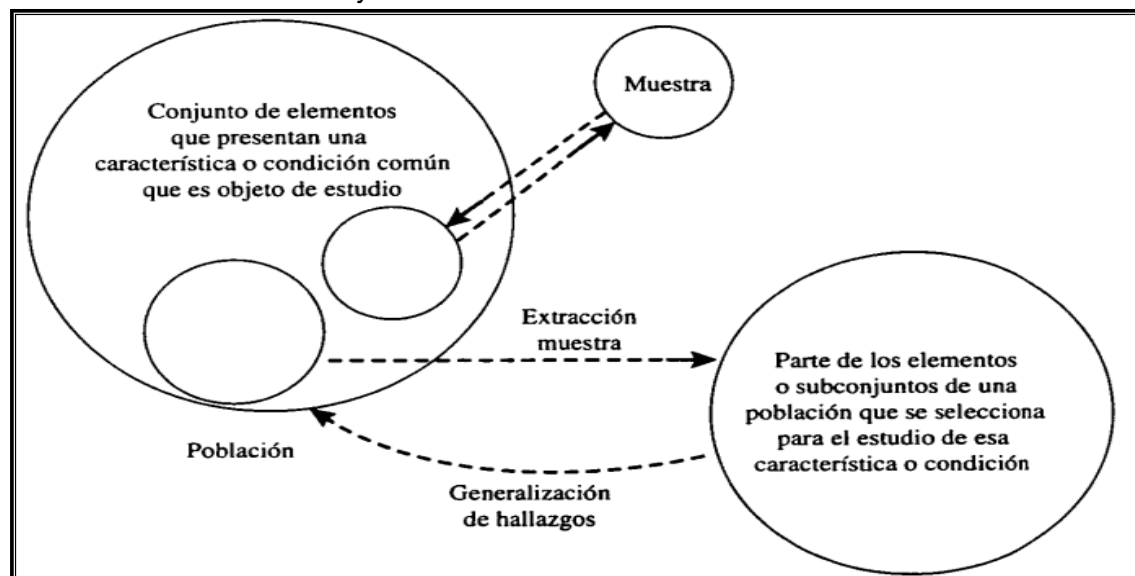 y
Conjunto de elementos
que presentan una
característica o condición común
que es objeto de estudio
Muestra
Extracción
muestra
Parte de los elementos
o subconjuntos de una
población que se selecciona
para el estudio de esa
característica o condición
Población
Generalización
de hallazgos